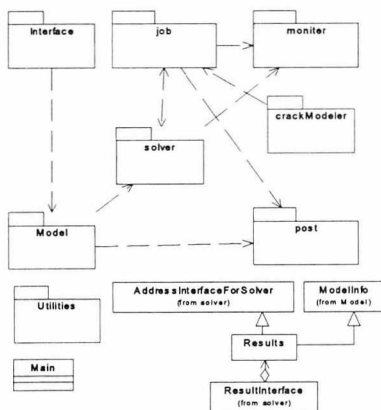 Interface
job
moniter
crackModeler
solver
Model
post
Utilities
AddressInterfaceForSolver
(from solver)
ModelInfo
(from Model)
Results
Main
ResultInterface
(from solver)